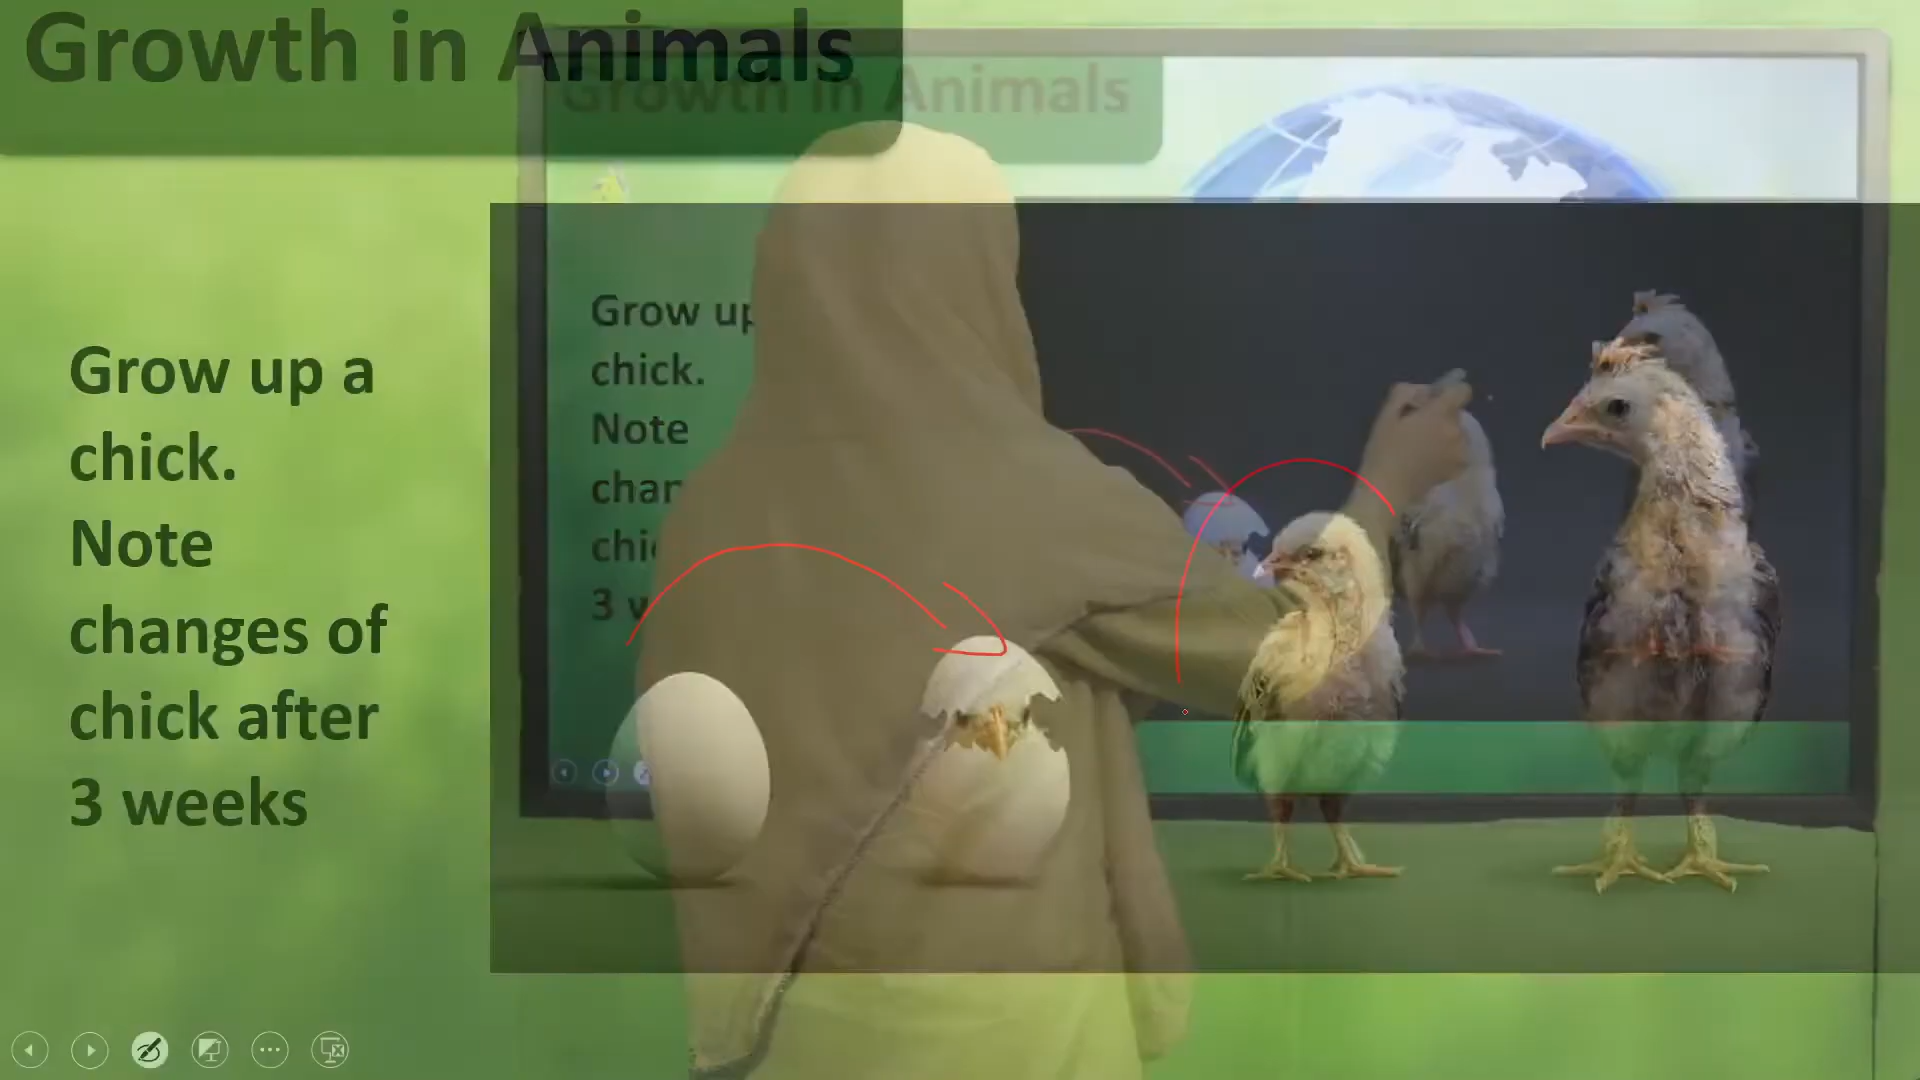 Growth in Animals
Growth in Animals
Grow up a
chick.
Note
changes of
chick after
3 weeks
Grow up
chick.
Note
3